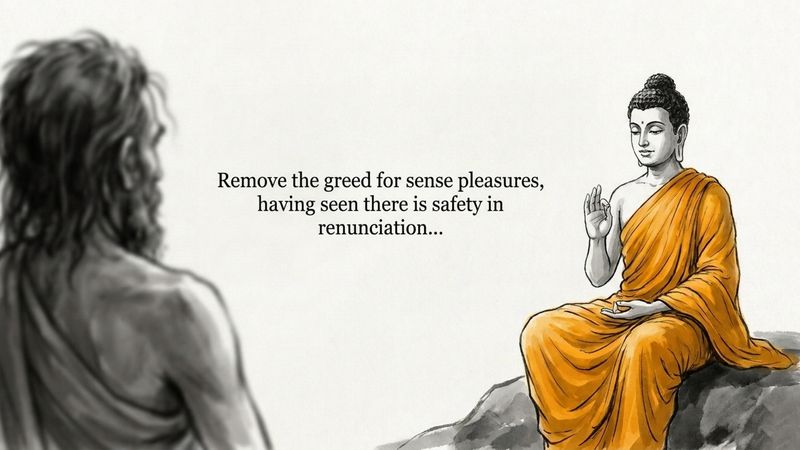 Remove the greed for sense pleasures,
having seen there is safety in
renunciation...